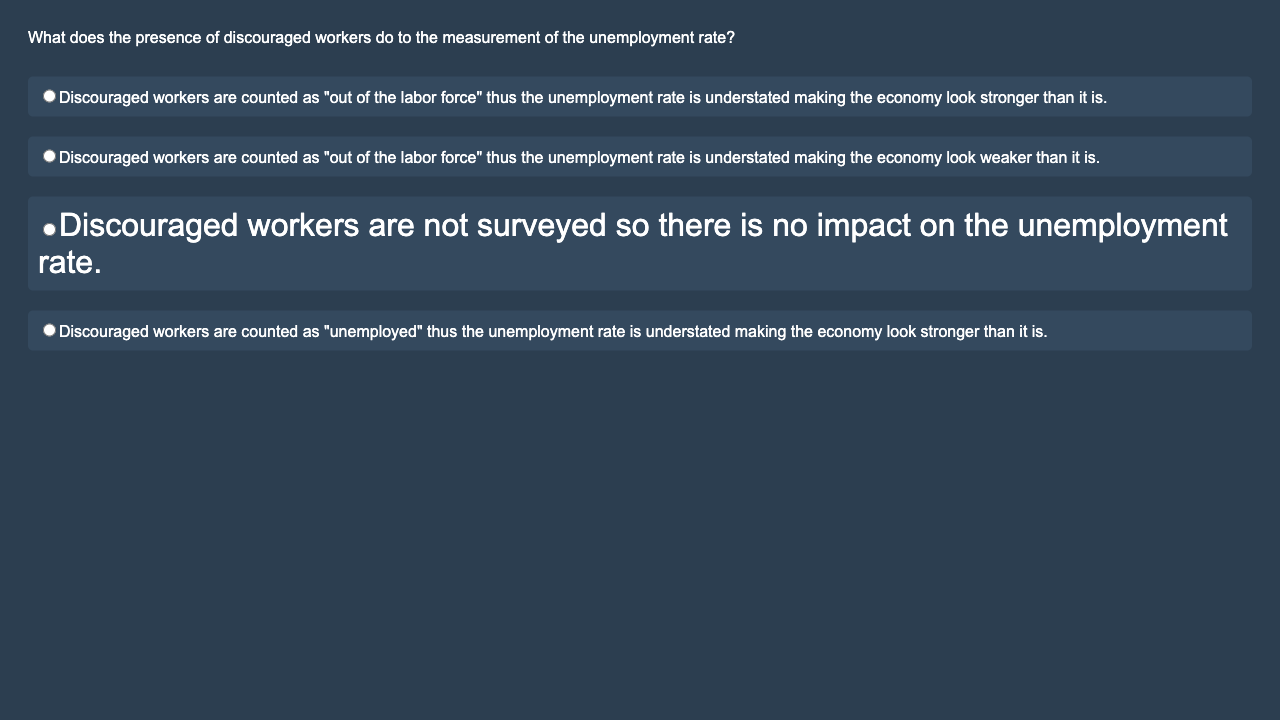 What does the presence of discouraged workers do to the measurement of the unemployment rate?
Discouraged workers are counted as "out of the labor force" thus the unemployment rate is understated making the economy look stronger than it is.
Discouraged workers are counted as "out of the labor force" thus the unemployment rate is understated making the economy look weaker than it is.
Discouraged workers are not surveyed so there is no impact on the unemployment
rate.
Discouraged workers are counted as "unemployed" thus the unemployment rate is understated making the economy look stronger than it is.